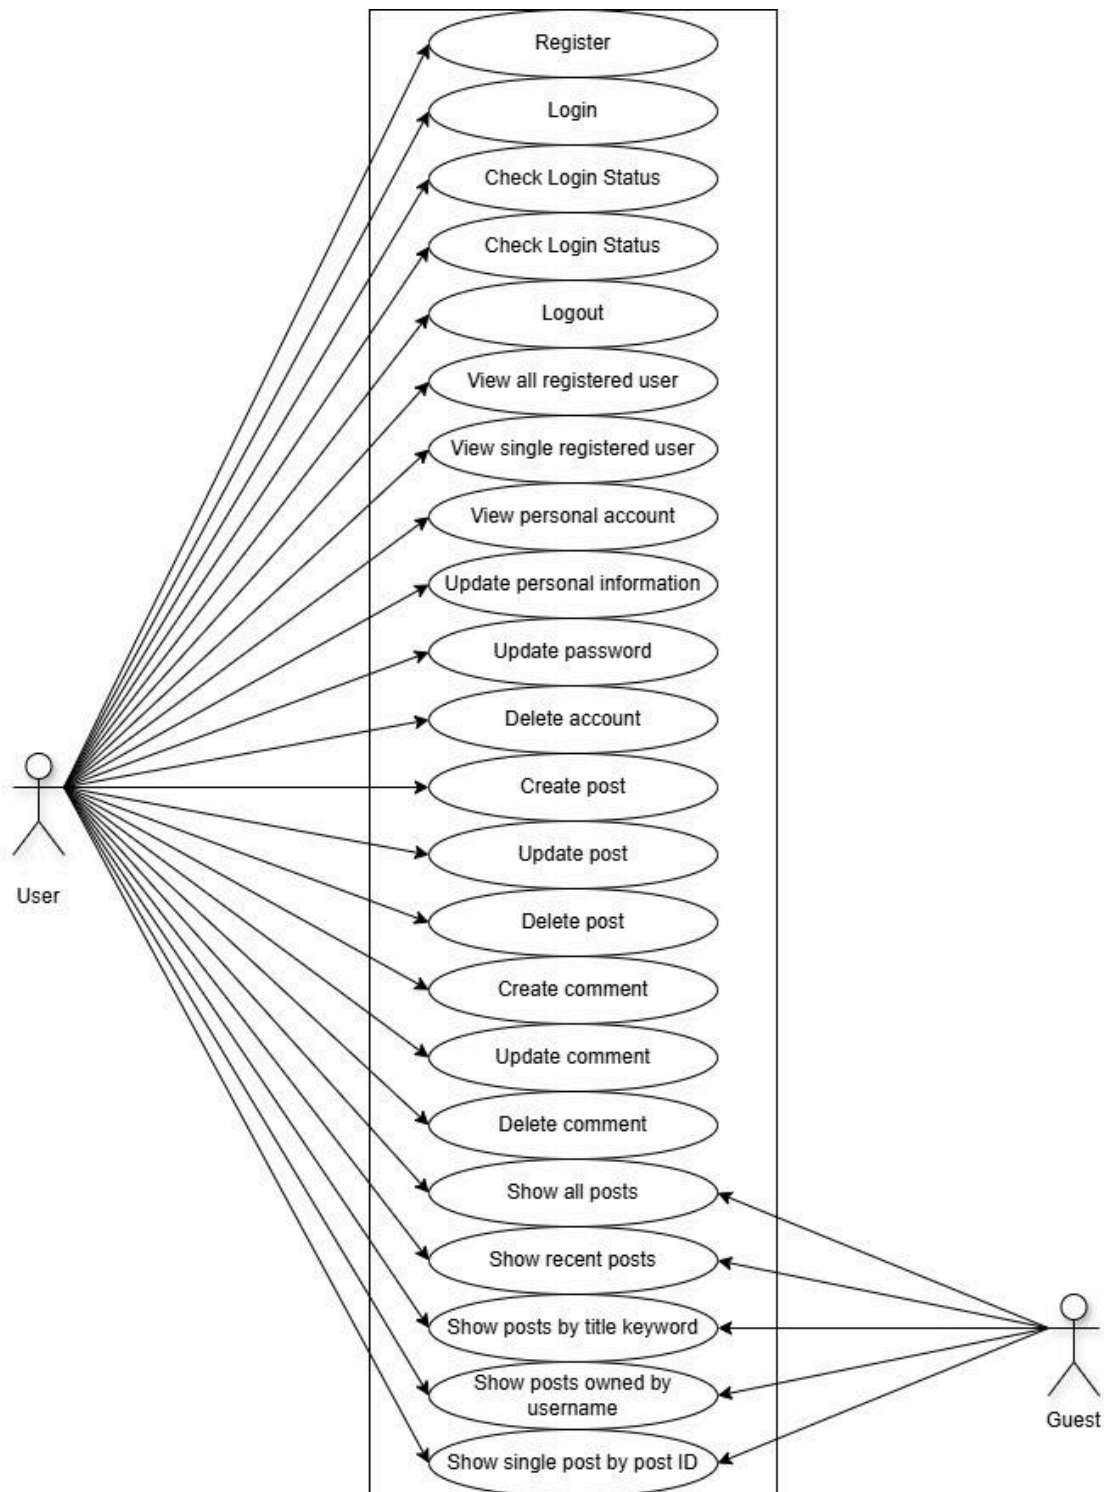 Register
Login
Check Login Status
Check Login Status
Logout
View all registered user
View single registered user
View personal account
Update personal information
Update password
Delete account
Create post
Update post
Delete post
User
Create comment
Update comment
Delete comment
Show all posts
Show recent posts
Show posts by title keyword
Show posts owned by
username
Guest
Show single post by post ID